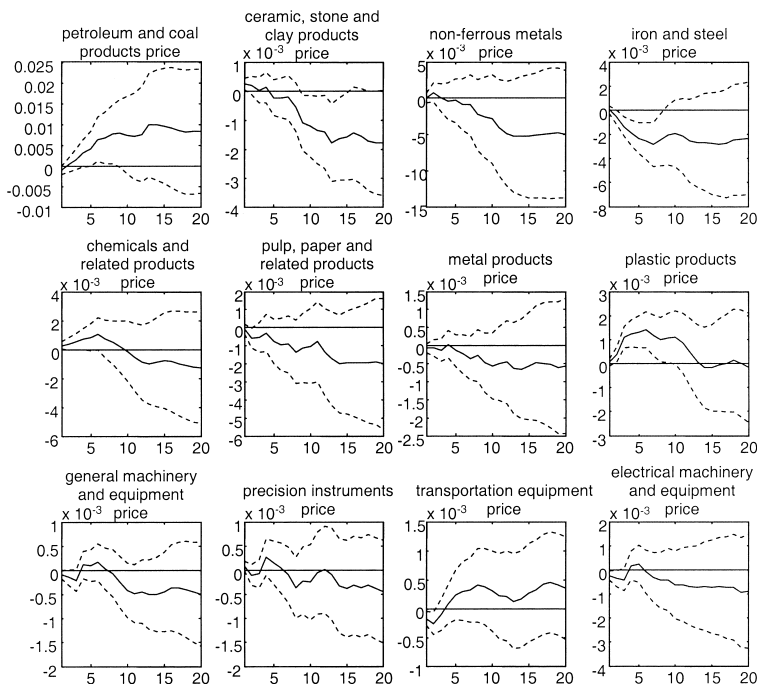 petroleum and coal
products price
0.025
0.02
0.015
0.01
0.005
0
-0.005
-0.01
5 10 15 20
ceramic, stone and
clay products
x 10 -3 price
1
0
-1
-2
-3
-4
5 10 15 20
non-ferrous metals
x 10 -3 price
5
0
-5
-10
-15
5 10 15 20
iron and steel
x 10 -3 price
4
2
0
-2
-4
-6
-8
5 10 15 20
chemicals and
related products
x 10 -3 price
4
2
0
-2
-4
-6
5 10 15 20
pulp, paper and
related products
x 10 -3 price
2
1
0
-1
-2
-3
-4
-5
-6
5 10 15 20
metal products
x 10 -3 price
1.5
1
0.5
0
-0.5
-1
-1.5
-2
-2.5
5 10 15 20
plastic products
x 10 -3 price
3
2
1
0
-1
-2
-3
5 10 15 20
general machinery
and equipment
x 10 -3 price
1
0.5
0
-0.5
-1
-1.5
-2
5 10 15 20
precision instruments
x 10 -3 price
1
0.5
0
-0.5
-1
-1.5
-2
5 10 15 20
transportation equipment
x 10 -3 price
1.5
1
0.5
0
-0.5
-1
5 10 15 20
electrical machinery
and equipment
x 10 -3 price
2
1
0
-1
-2
-3
-4
5 10 15 20